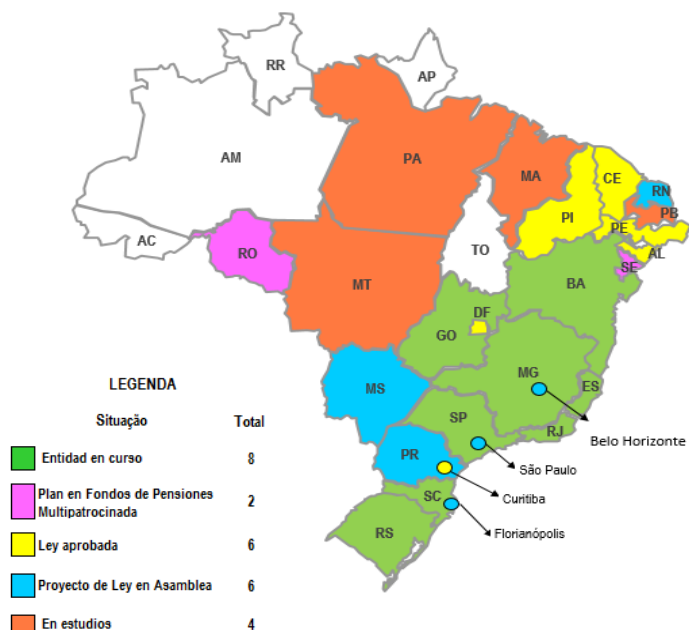 RR
AP
AM
PA
MA
CE
RN
PB
PI
PE
AL
SE
AC
RO
TO
BA
MT
DF
GO
MG
ES
MS
SP
RJ
PR
SC
RS
Belo Horizonte
São Paulo
Curitiba
Florianópolis
LEGENDA
Situação Total
Entidad en curso 8
Plan en Fondos de Pensiones
Multipatrocinada 2
Ley aprobada 6
Proyecto de Ley en Asamblea 6
En estudios 4